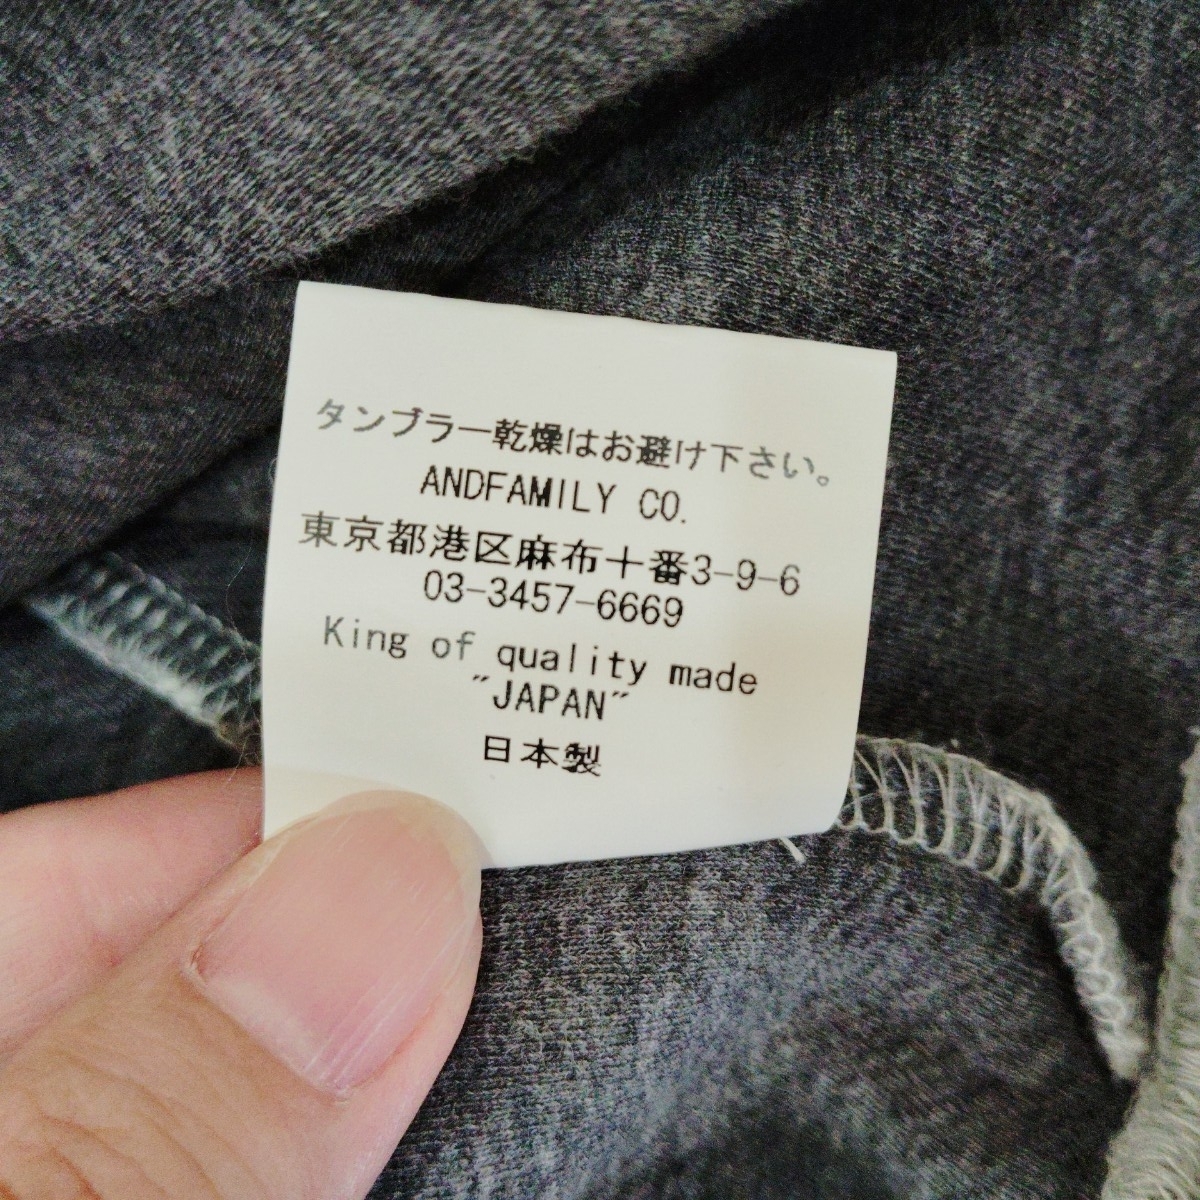 タンブラー乾燥はお避け下さい。
ANDFAMILY CO.
東京都港区麻布十番3-9-6
03-3457-6669
King of quality made
"JAPAN"
日本製